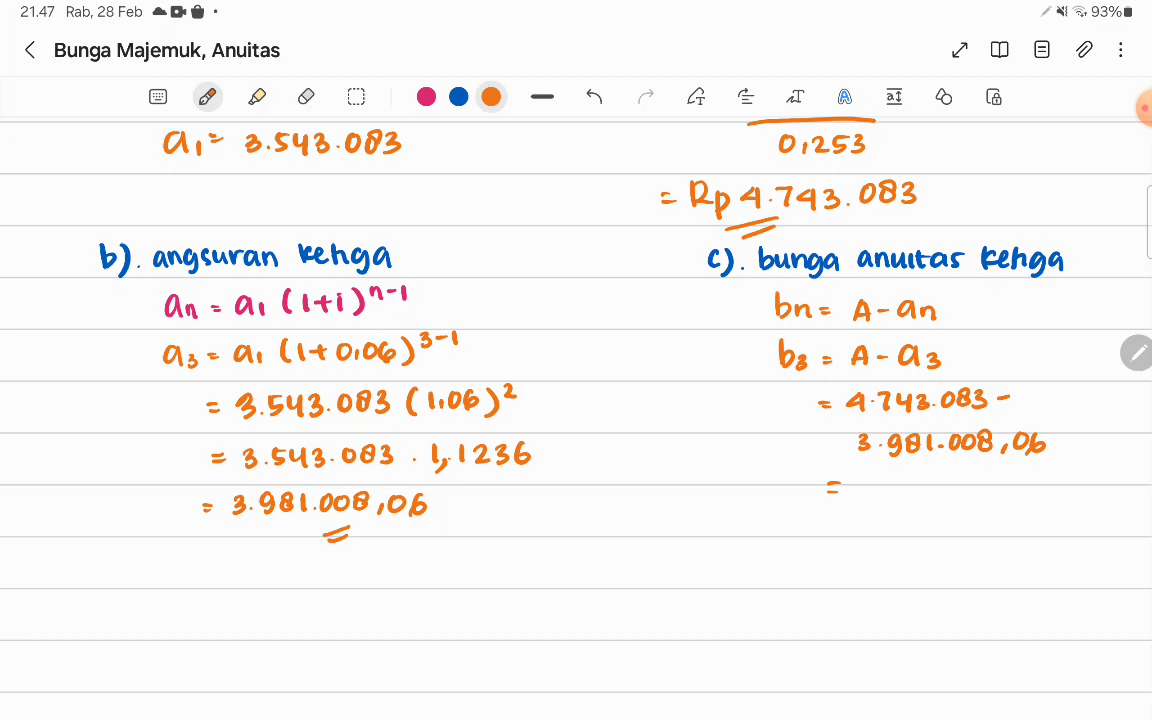 21.47 Rab, 28 Feb
93%
Bunga Majemuk, Anuitas
a₁ = 3.543.083
0,253
= Rp 4.743.083
b). angsuran ketiga
an = a₁ (1+i)ⁿ⁻¹
a₃ = a₁ (1+0,06)³⁻¹
= 3.543.083 (1,06)²
= 3.543.083 . 1,1236
= 3.981.008,06
c). bunga anuitas ketiga
bn = A - an
b₃ = A - a₃
= 4.743.083 -
3.981.008,06
=